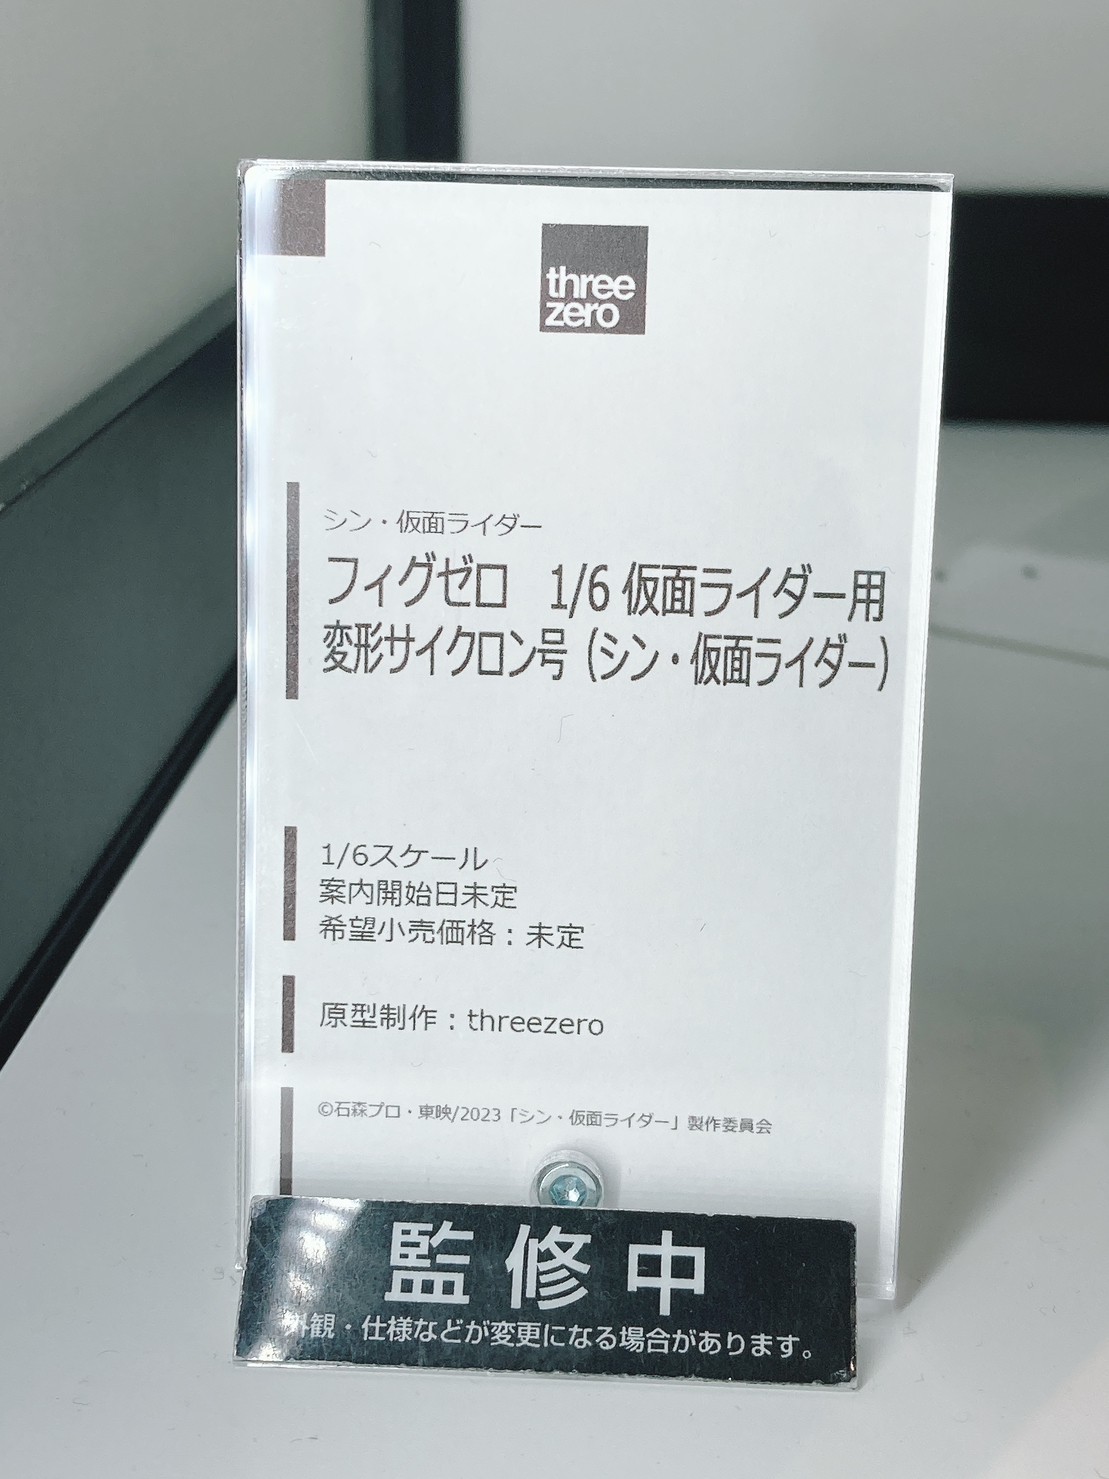 three
zero
シン・仮面ライダー
フィグゼロ　1/6 仮面ライダー用
変形サイクロン号（シン・仮面ライダー）
1/6スケール
案内開始日未定
希望小売価格：未定
原型制作：threezero
©石森プロ・東映/2023「シン・仮面ライダー」製作委員会
監修中
外観・仕様などが変更になる場合があります。